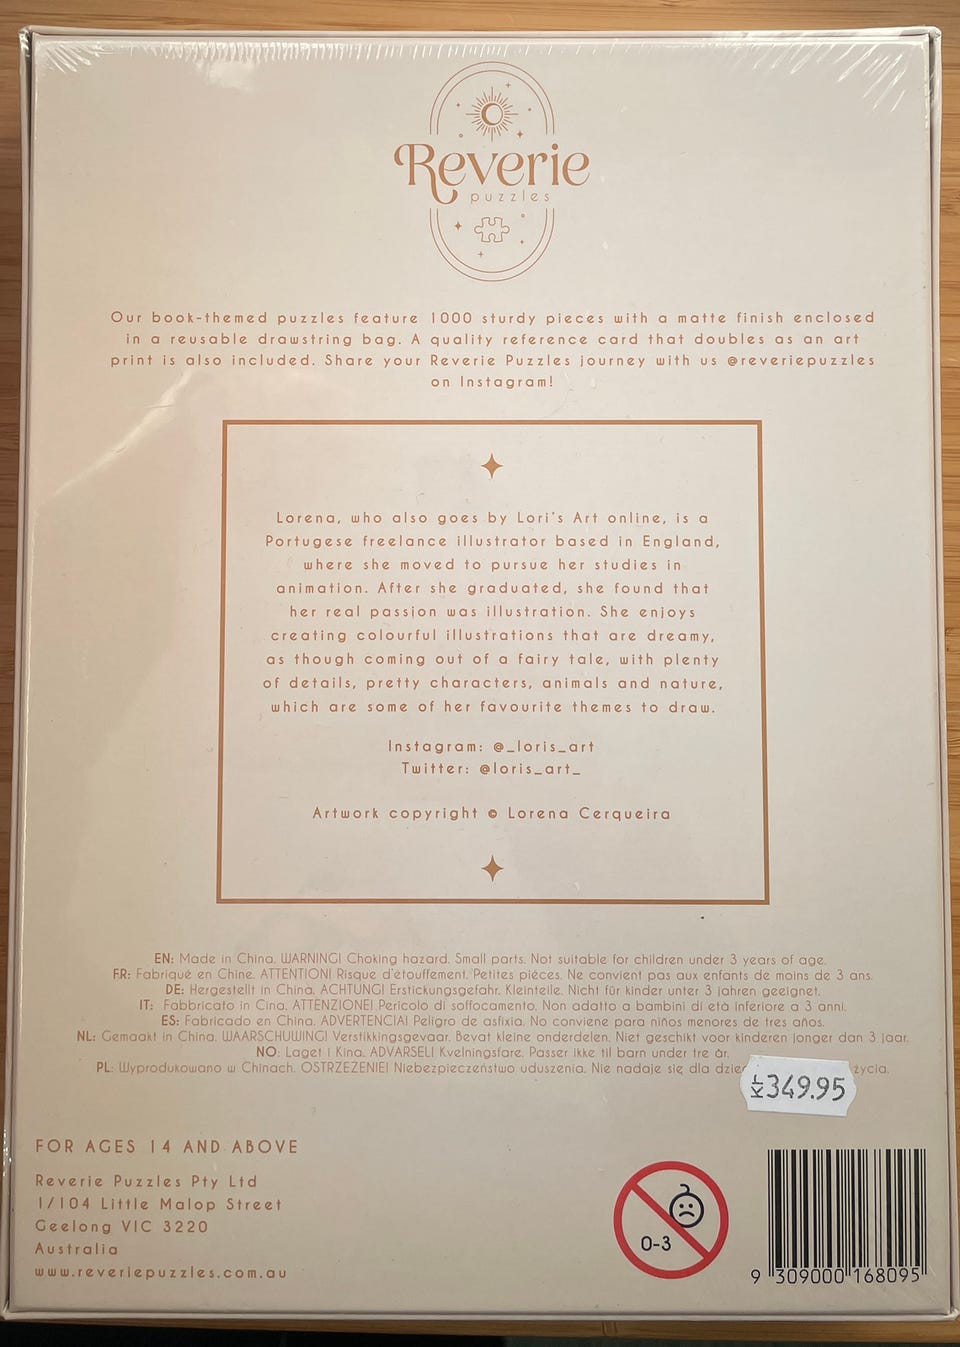 Reverie
puzzles
Our book-themed puzzles feature 1000 sturdy pieces with a matte finish enclosed
in a reusable drawstring bag. A quality reference card that doubles as an art
print is also included. Share your Reverie Puzzles journey with us @reveriepuzzles
on Instagram!
Lorena, who also goes by Lori's Art online, is a
Portugese freelance illustrator based in England,
where she moved to pursue her studies in
animation. After she graduated, she found that
her real passion was illustration. She enjoys
creating colourful illustrations that are dreamy,
as though coming out of a fairy tale, with plenty
of details, pretty characters, animals and nature,
which are some of her favourite themes to draw.
Instagram: @_loris_art
Twitter: @loris_art_
Artwork copyright © Lorena Cerqueira
EN: Made in China. WARNING! Choking hazard. Small parts. Not suitable for children under 3 years of age.
FR: Fabriqué en Chine. ATTENTION! Risque d'étouffement. Petites pièces. Ne convient pas aux enfants de moins de 3 ans.
DE: Hergestellt in China. ACHTUNG! Erstickungsgefahr. Kleinteile. Nicht für kinder unter 3 jahren geeignet.
IT: Fabbricato in Cina. ATTENZIONE! Pericolo di soffocamento. Non adatto a bambini di età inferiore a 3 anni.
ES: Fabricado en China. ADVERTENCIA! Peligro de asfixia. No conviene para niños menores de tres años.
NL: Gemaakt in China. WAARSCHUWING! Verstikkingsgevaar. Bevat kleine onderdelen. Niet geschikt voor kinderen jonger dan 3 jaar.
NO: Laget i Kina. ADVARSEL! Kvelningsfare. Passer ikke til barn under tre år.
PL: Wyprodukowano w Chinach. OSTRZEŻENIE! Niebezpieczeństwo uduszenia. Nie nadaje się dla życia.
Kr 349.95
FOR AGES 14 AND ABOVE
Reverie Puzzles Pty Ltd
1/104 Little Malop Street
Geelong VIC 3220
Australia
www.reveriepuzzles.com.au
0-3
9 309000 168095